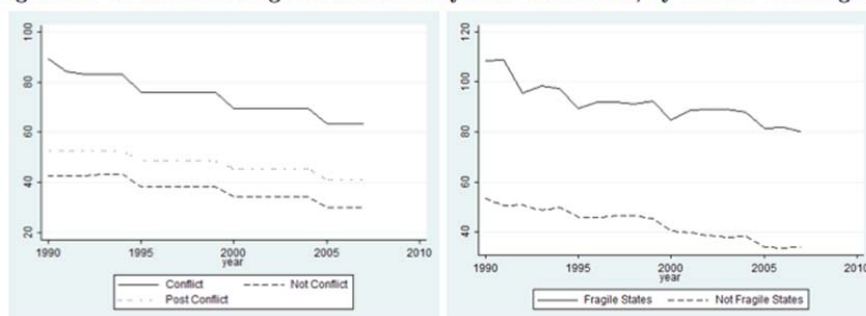 100
80
60
40
20
1990
1995
2000
2005
2010
year
Conflict
Not Conflict
Post Conflict
120
100
80
60
40
1990
1995
2000
2005
2010
year
Fragile States
Not Fragile States